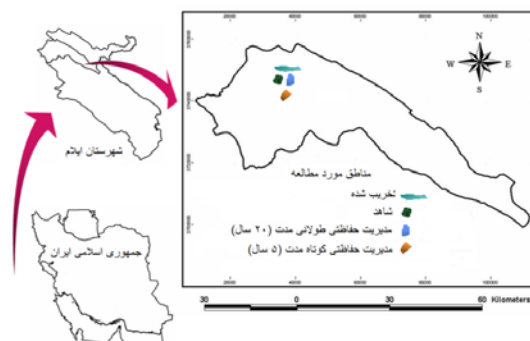 شهرستان ایلام
جمهوری اسلامی ایران
N
W
E
S
مناطق مورد مطالعه
تخریب شده
شاهد
مدیریت حفاظتی طولانی مدت (۲۰ سال)
مدیریت حفاظتی کوتاه مدت (۵ سال)
30 0 30 60 Kilometers